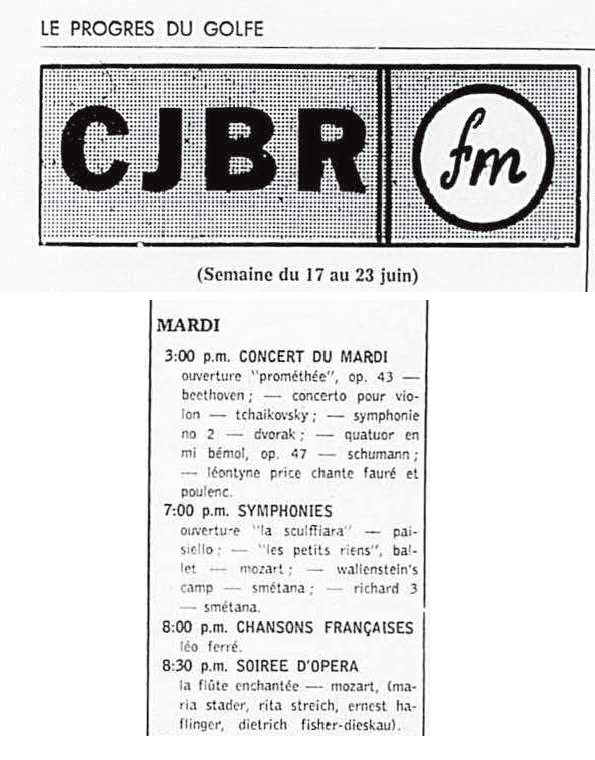 LE PROGRES DU GOLFE
CJBR fm
(Semaine du 17 au 23 juin)
MARDI
3:00 p.m. CONCERT DU MARDI
ouverture "prométhée", op. 43 —
beethoven; — concerto pour vio-
lon — tchaikovsky; — symphonie
no 2 — dvorak; — quatuor en
mi bémol, op. 47 — schumann;
— léontyne price chante fauré et
poulenc.
7:00 p.m. SYMPHONIES
ouverture "la sculffiara" — pai-
siello; — "les petits riens", bal-
let — mozart; — wallenstein's
camp — smétana; — richard 3
— smétana.
8:00 p.m. CHANSONS FRANÇAISES
léo ferré.
8:30 p.m. SOIREE D'OPERA
la flûte enchantée — mozart, (ma-
ria stader, rita streich, ernest ha-
flinger, dietrich fisher-dieskau).